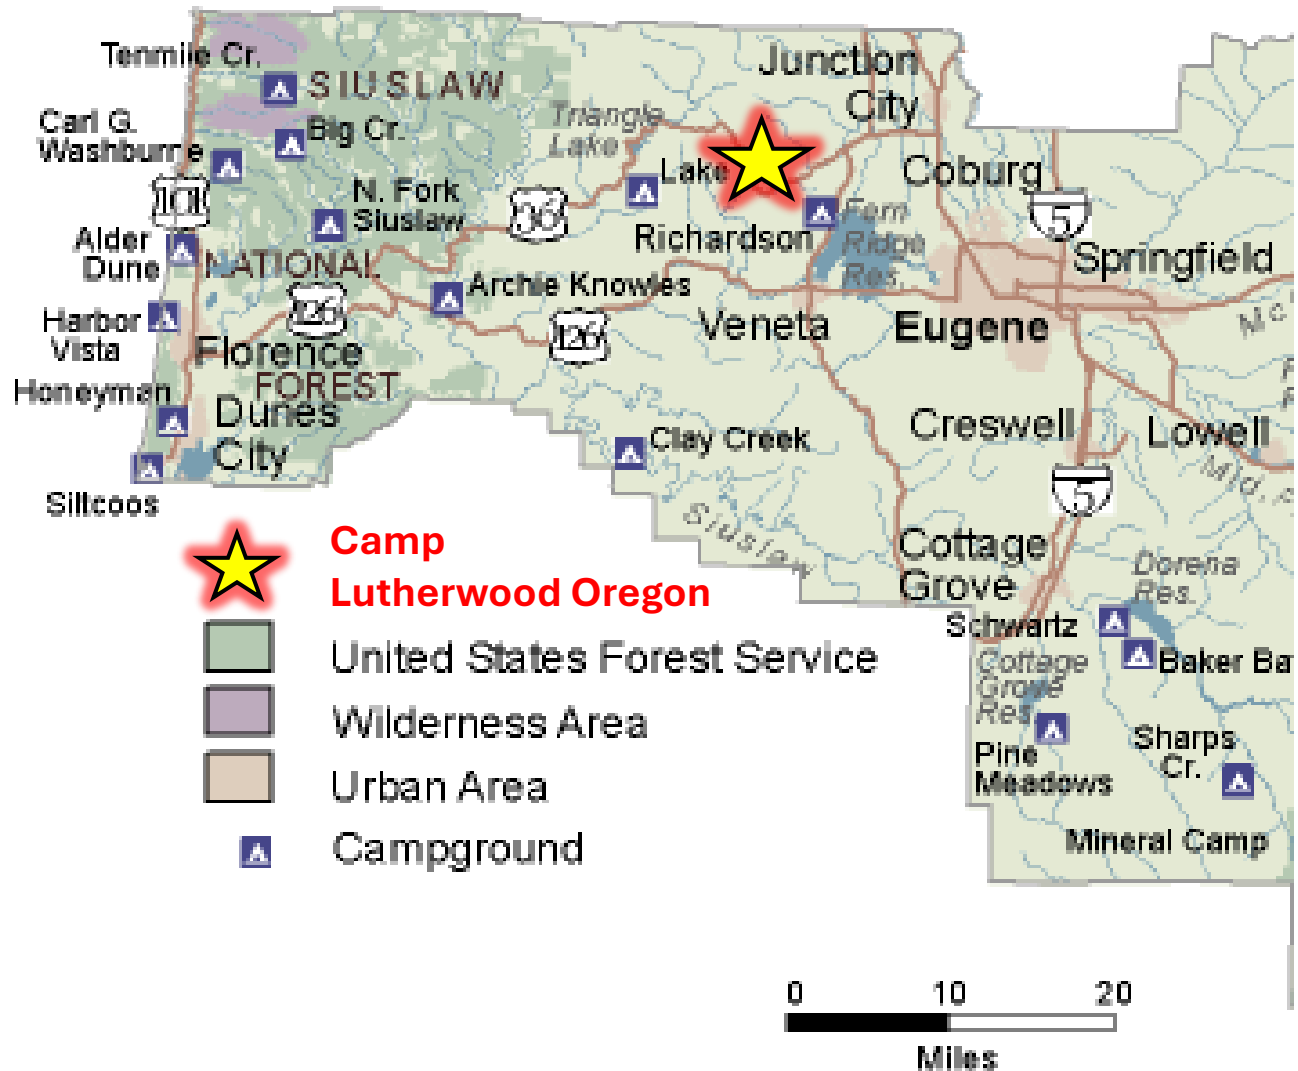 Tenmile Cr.
SIUSLAW
Carl G.
Washburne
Big Cr.
Triangle
Lake
Junction
City
101
N. Fork
Siuslaw
36
Lake
Coburg
5
Alder
Dune
NATIONAL
Richardson
Fern
Ridge
Res.
Springfield
Archie Knowles
126
126
Harbor
Vista
Florence
Veneta
Eugene
Honeyman
FOREST
Dunes
City
Clay Creek
Creswell
Lowell
5
Siltcoos
Siuslaw
Cottage
Grove
Dorena
Res.
Schwartz
Cottage
Grove
Res.
Baker Ba
Pine
Meadows
Sharps
Cr.
Mineral Camp
Camp
Lutherwood Oregon
United States Forest Service
Wilderness Area
Urban Area
Campground
0 10 20
Miles